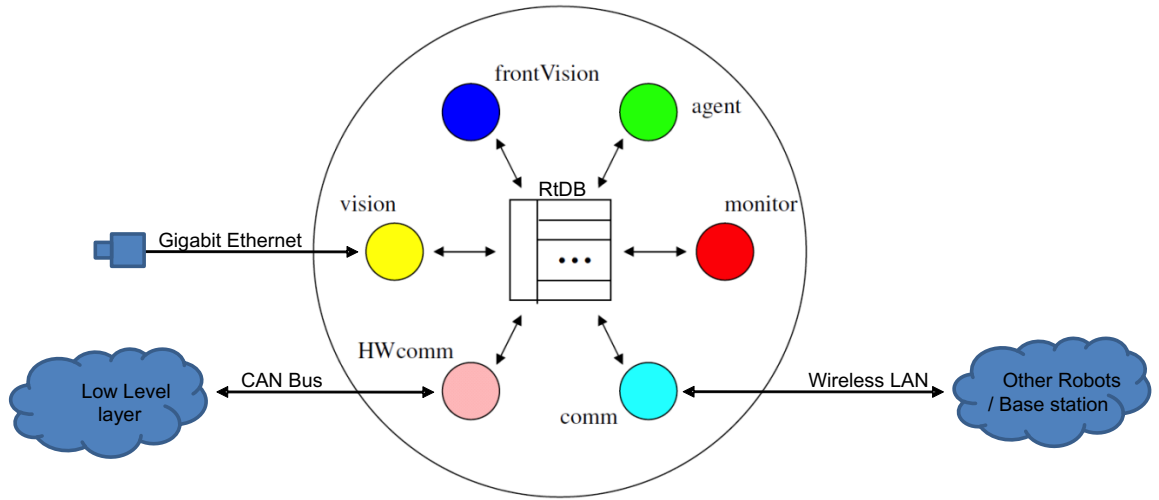 frontVision
agent
RtDB
vision
monitor
Gigabit Ethernet
HWcomm
Low Level
layer
CAN Bus
comm
Wireless LAN
Other Robots
/ Base station